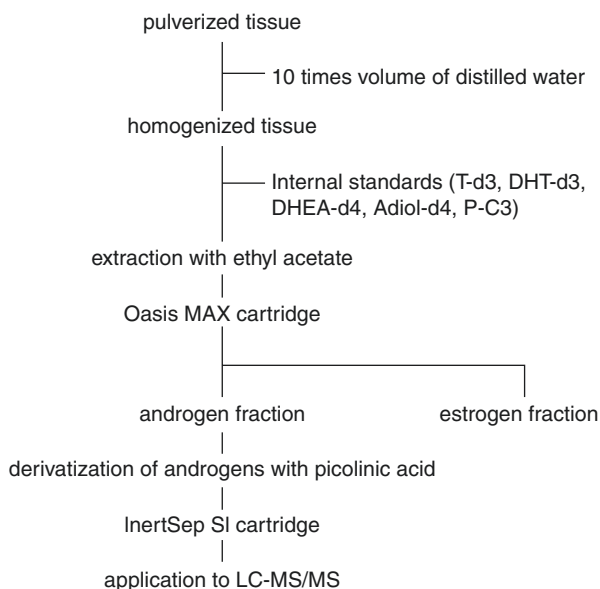 pulverized tissue
10 times volume of distilled water
homogenized tissue
Internal standards (T-d3, DHT-d3,
DHEA-d4, Adiol-d4, P-C3)
extraction with ethyl acetate
Oasis MAX cartridge
androgen fraction
estrogen fraction
derivatization of androgens with picolinic acid
InertSep SI cartridge
application to LC-MS/MS